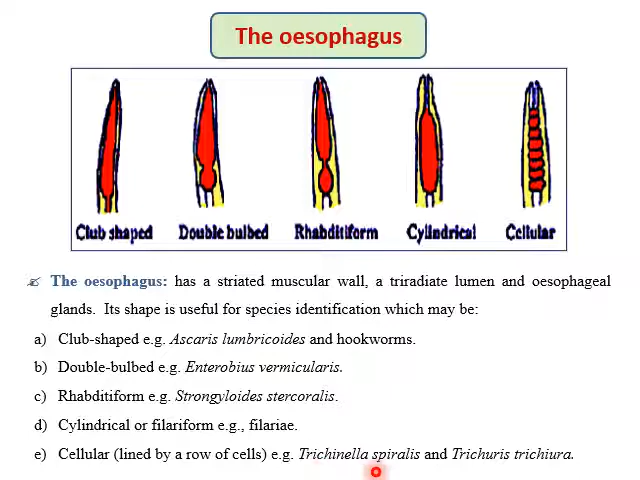 The oesophagus
Club shaped Double bulbed Rhabditiform Cylindrical Cellular
The oesophagus: has a striated muscular wall, a triradiate lumen and oesophageal
glands. Its shape is useful for species identification which may be:
a) Club-shaped e.g. Ascaris lumbricoides and hookworms.
b) Double-bulbed e.g. Enterobius vermicularis.
c) Rhabditiform e.g. Strongyloides stercoralis.
d) Cylindrical or filariform e.g., filariae.
e) Cellular (lined by a row of cells) e.g. Trichinella spiralis and Trichuris trichiura.